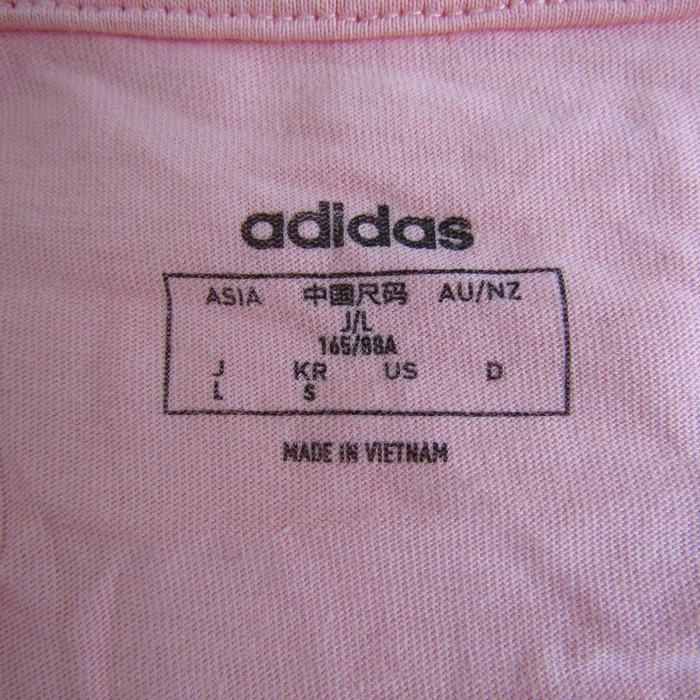 adidas
ASIA 中国尺码 AU/NZ
J/L
165/88A
J KR US D
L S
MADE IN VIETNAM